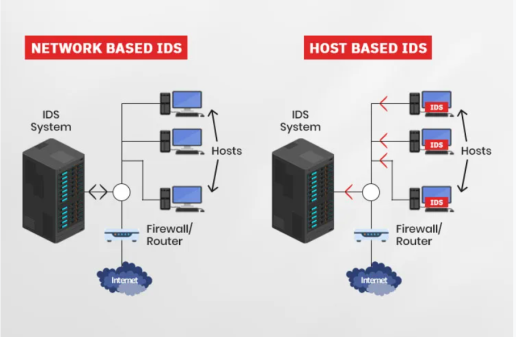 NETWORK BASED IDS
IDS
System
Hosts
Firewall/
Router
Internet
HOST BASED IDS
IDS
System
IDS
IDS
IDS
Hosts
Firewall/
Router
Internet